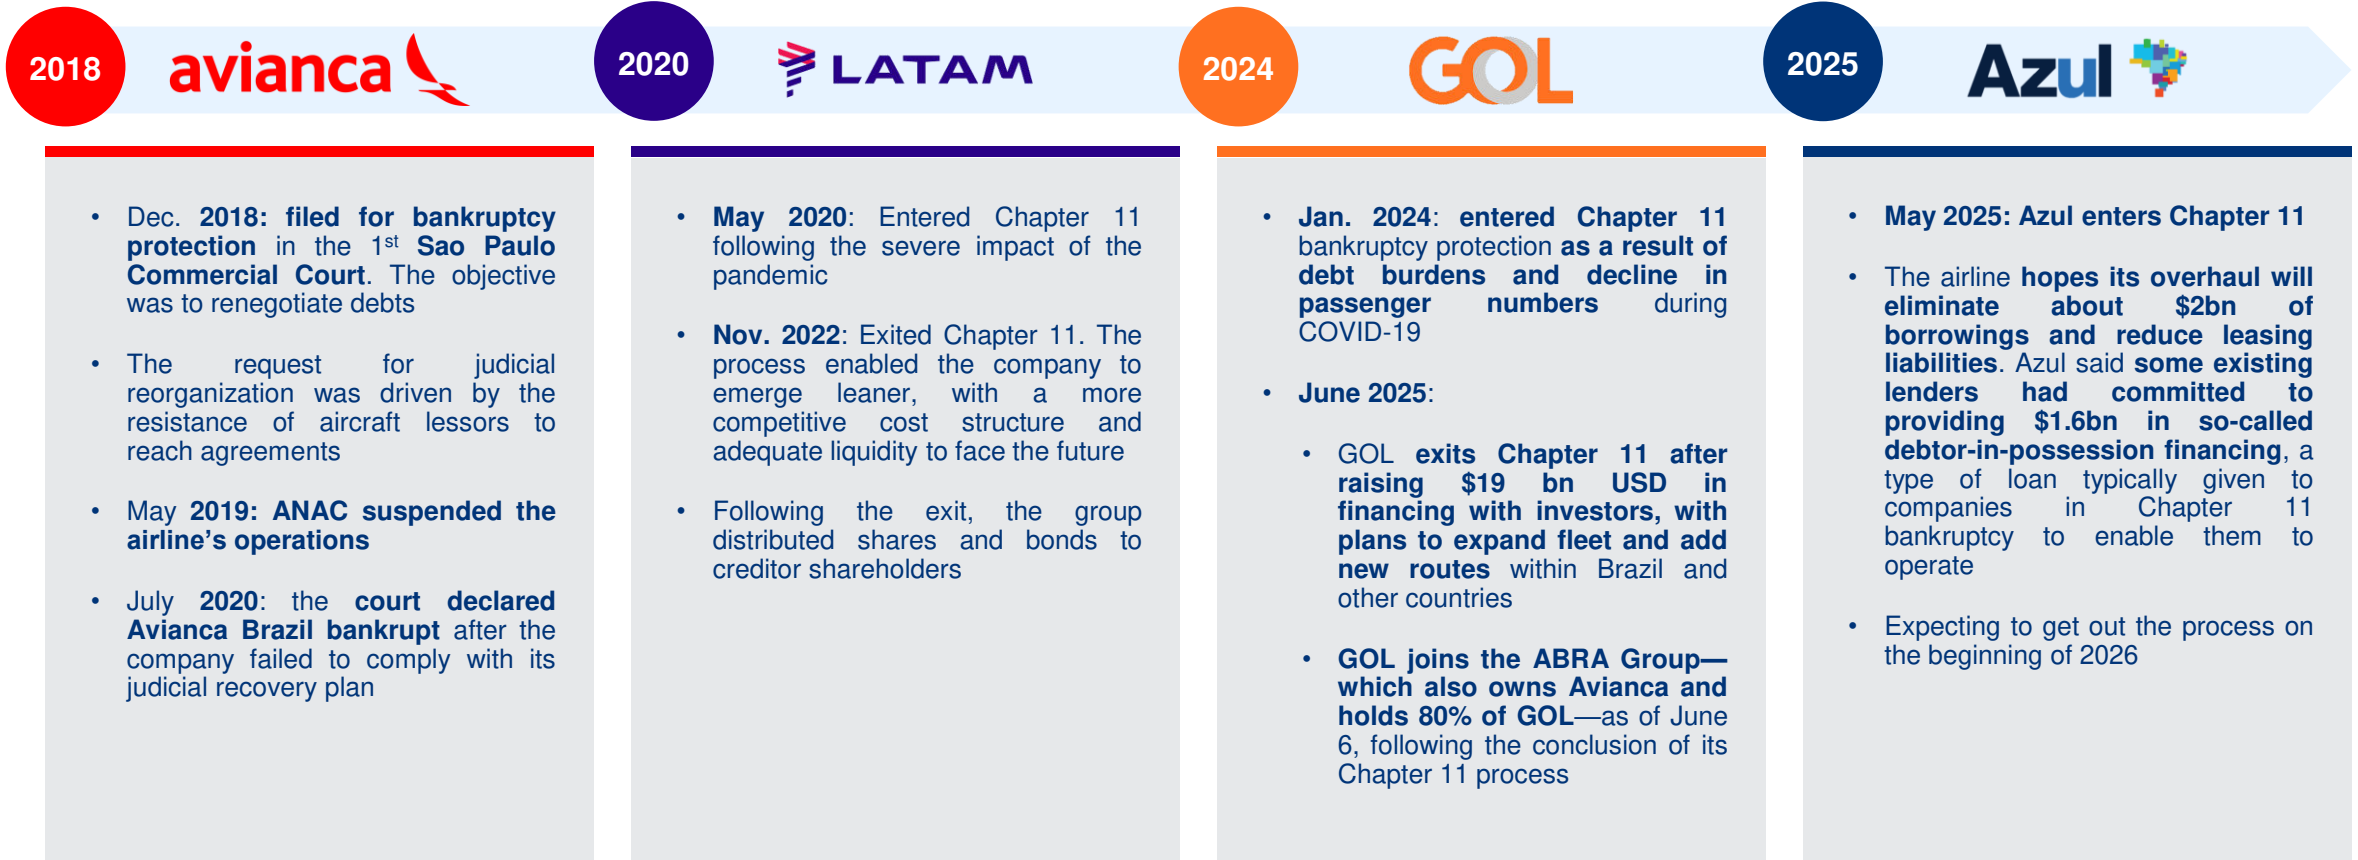 2018
avianca
2020
LATAM
2024
GOL
2025
Azul
• Dec. 2018: filed for bankruptcy
protection in the 1st Sao Paulo
Commercial Court. The objective
was to renegotiate debts
• The request for judicial
reorganization was driven by the
resistance of aircraft lessors to
reach agreements
• May 2019: ANAC suspended the
airline’s operations
• July 2020: the court declared
Avianca Brazil bankrupt after the
company failed to comply with its
judicial recovery plan
• May 2020: Entered Chapter 11
following the severe impact of the
pandemic
• Nov. 2022: Exited Chapter 11. The
process enabled the company to
emerge leaner, with a more
competitive cost structure and
adequate liquidity to face the future
• Following the exit, the group
distributed shares and bonds to
creditor shareholders
• Jan. 2024: entered Chapter 11
bankruptcy protection as a result of
debt burdens and decline in
passenger numbers during
COVID-19
• June 2025:
• GOL exits Chapter 11 after
raising $19 bn USD in
financing with investors, with
plans to expand fleet and add
new routes within Brazil and
other countries
• GOL joins the ABRA Group—
which also owns Avianca and
holds 80% of GOL—as of June
6, following the conclusion of its
Chapter 11 process
• May 2025: Azul enters Chapter 11
• The airline hopes its overhaul will
eliminate about $2bn of
borrowings and reduce leasing
liabilities. Azul said some existing
lenders had committed to
providing $1.6bn in so-called
debtor-in-possession financing, a
type of loan typically given to
companies in Chapter 11
bankruptcy to enable them to
operate
• Expecting to get out the process on
the beginning of 2026